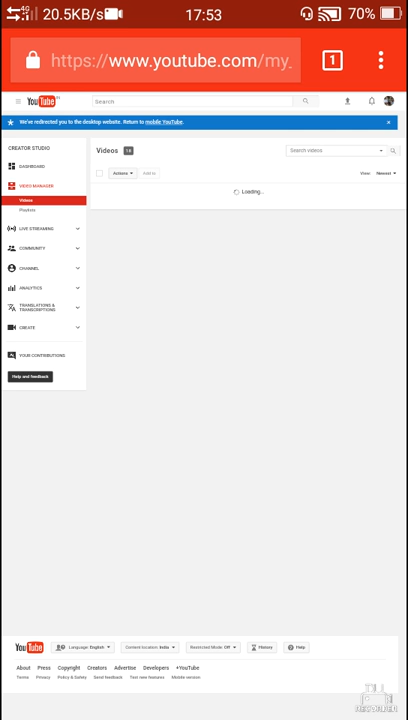 4G 20.5KB/s 17:53 70%
https://www.youtube.com/my_ 1
YouTube IN Search
We've redirected you to the desktop website. Return to mobile YouTube. ×
CREATOR STUDIO
DASHBOARD
VIDEO MANAGER
Videos
Playlists
LIVE STREAMING
COMMUNITY
CHANNEL
ANALYTICS
TRANSLATIONS &
TRANSCRIPTIONS
CREATE
YOUR CONTRIBUTIONS
Help and feedback
Videos 18 Search videos
Actions Add to View: Newest
Loading...
YouTube Language: English Content location: India Restricted Mode: Off History Help
About Press Copyright Creators Advertise Developers +YouTube
Terms Privacy Policy & Safety Send feedback Test new features Mobile version